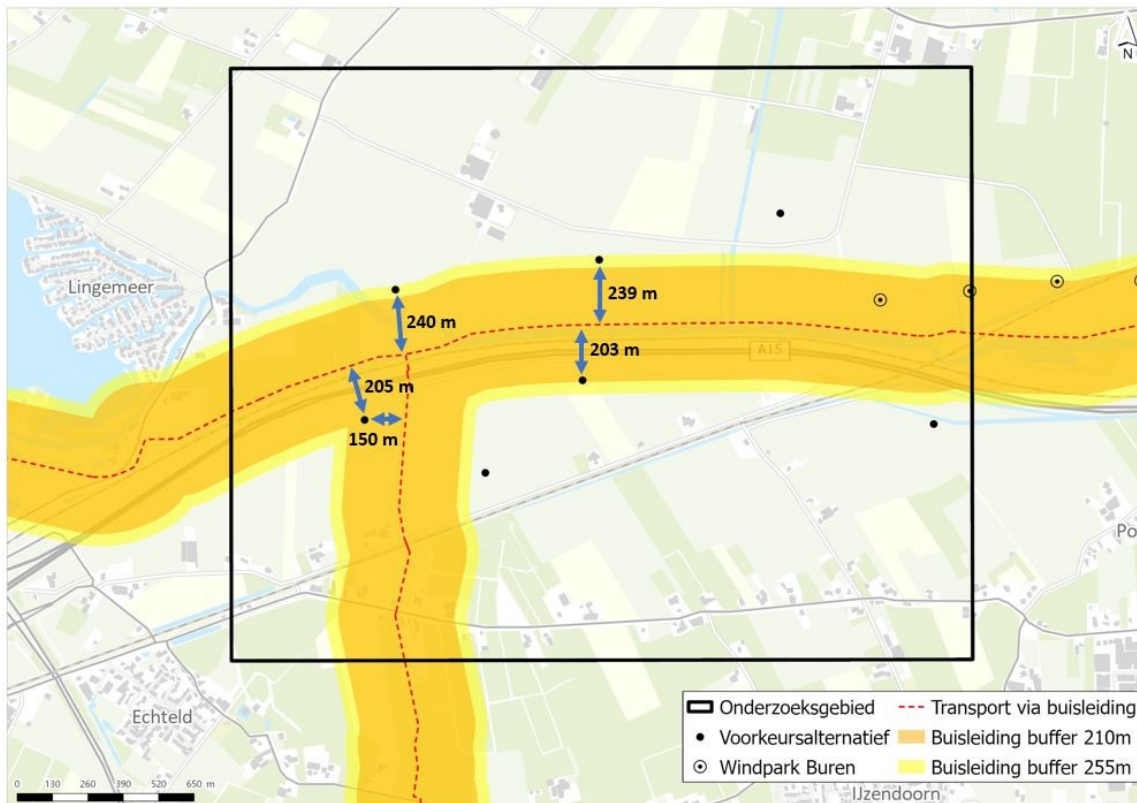 N
Lingemeer
239 m
240 m
203 m
A15
205 m
150 m
Po
Echteld
IJzendoorn
Onderzoeksgebied
Transport via buisleiding
Voorkeursalternatief
Buisleiding buffer 210m
Windpark Buren
Buisleiding buffer 255m
0 130 260 390 520 650 m